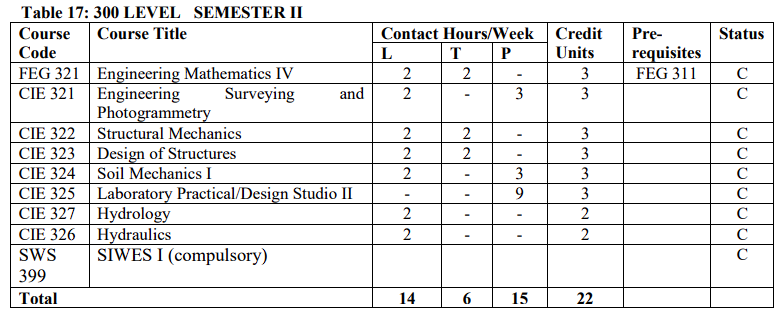 Table 17: 300 LEVEL SEMESTER II
Course Code Course Title Contact Hours/Week Credit Units Pre-requisites Status
L T P
FEG 321 Engineering Mathematics IV 2 2 - 3 FEG 311 C
CIE 321 Engineering Surveying and 2 - 3 3 C
Photogrammetry
CIE 322 Structural Mechanics 2 2 - 3 C
CIE 323 Design of Structures 2 2 - 3 C
CIE 324 Soil Mechanics I 2 - 3 3 C
CIE 325 Laboratory Practical/Design Studio II - - 9 3 C
CIE 327 Hydrology 2 - - 2 C
CIE 326 Hydraulics 2 - - 2 C
SWS SIWES I (compulsory) C
399
Total 14 6 15 22